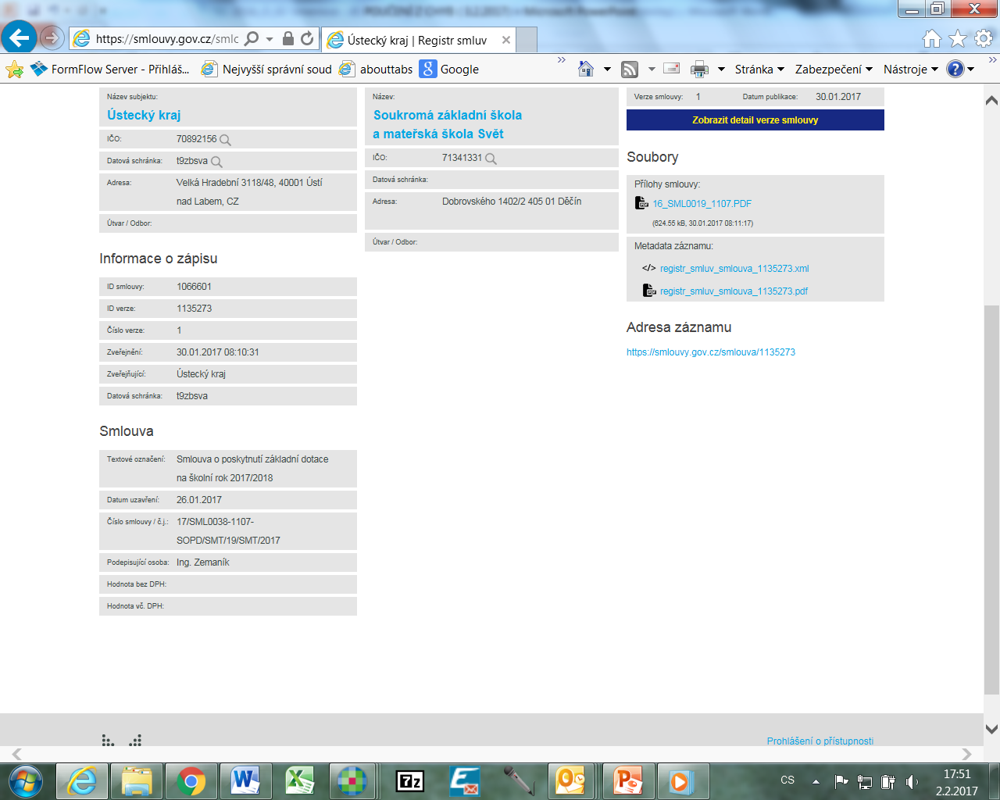 https://smlouvy.gov.cz/smlc
Ústecký kraj | Registr smluv
FormFlow Server - Přihláš...
Nejvyšší správní soud
abouttabs
Google
Stránka
Zabezpečení
Nástroje
Název subjektu:
Ústecký kraj
IČO: 70892156
Datová schránka: t9zbsva
Adresa: Velká Hradební 3118/48, 40001 Ústí
nad Labem, CZ
Útvar / Odbor:
Informace o zápisu
ID smlouvy: 1066601
ID verze: 1135273
Číslo verze: 1
Zveřejnění: 30.01.2017 08:10:31
Zveřejňující: Ústecký kraj
Datová schránka: t9zbsva
Smlouva
Textové označení: Smlouva o poskytnutí základní dotace
na školní rok 2017/2018
Datum uzavření: 26.01.2017
Číslo smlouvy / č.j.: 17/SML0038-1107-
SOPD/SMT/19/SMT/2017
Podepisující osoba: Ing. Zemaník
Hodnota bez DPH:
Hodnota vč. DPH:
Název:
Soukromá základní škola
a mateřská škola Svět
IČO: 71341331
Datová schránka:
Adresa: Dobrovského 1402/2 405 01 Děčín
Útvar / Odbor:
Verze smlouvy: 1 Datum publikace: 30.01.2017
Zobrazit detail verze smlouvy
Soubory
Přílohy smlouvy:
16_SML0019_1107.PDF
(624.55 kB, 30.01.2017 08:11:17)
Metadata záznamu:
</> registr_smluv_smlouva_1135273.xml
registr_smluv_smlouva_1135273.pdf
Adresa záznamu
https://smlouvy.gov.cz/smlouva/1135273
Prohlášení o přístupnosti
CS
17:51
2.2.2017